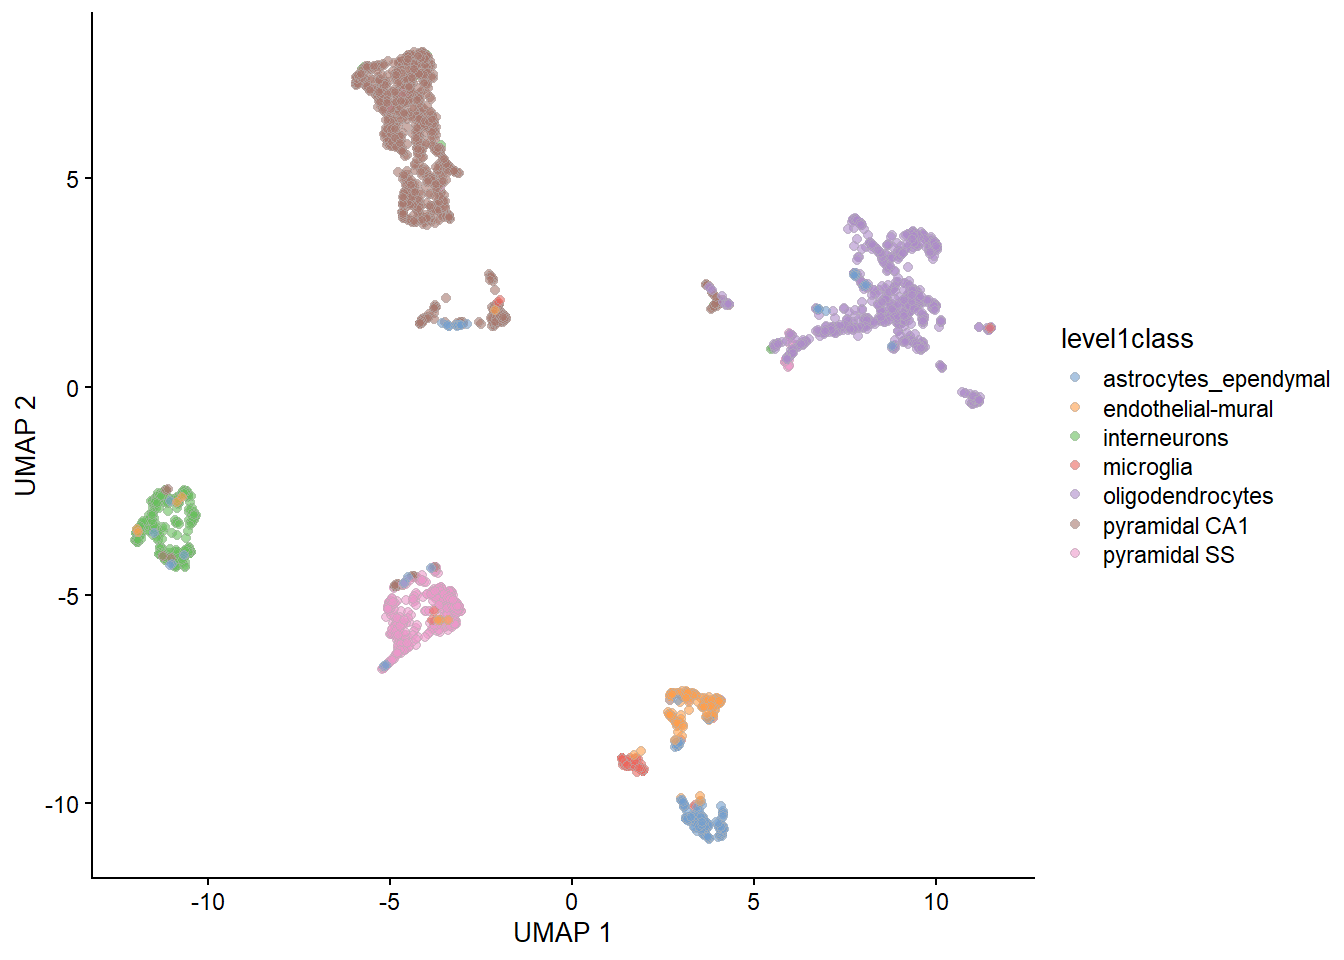 5
0
-5
-10
UMAP 2
-10
-5
0
5
10
UMAP 1
level1class
astrocytes_ependymal
endothelial-mural
interneurons
microglia
oligodendrocytes
pyramidal CA1
pyramidal SS